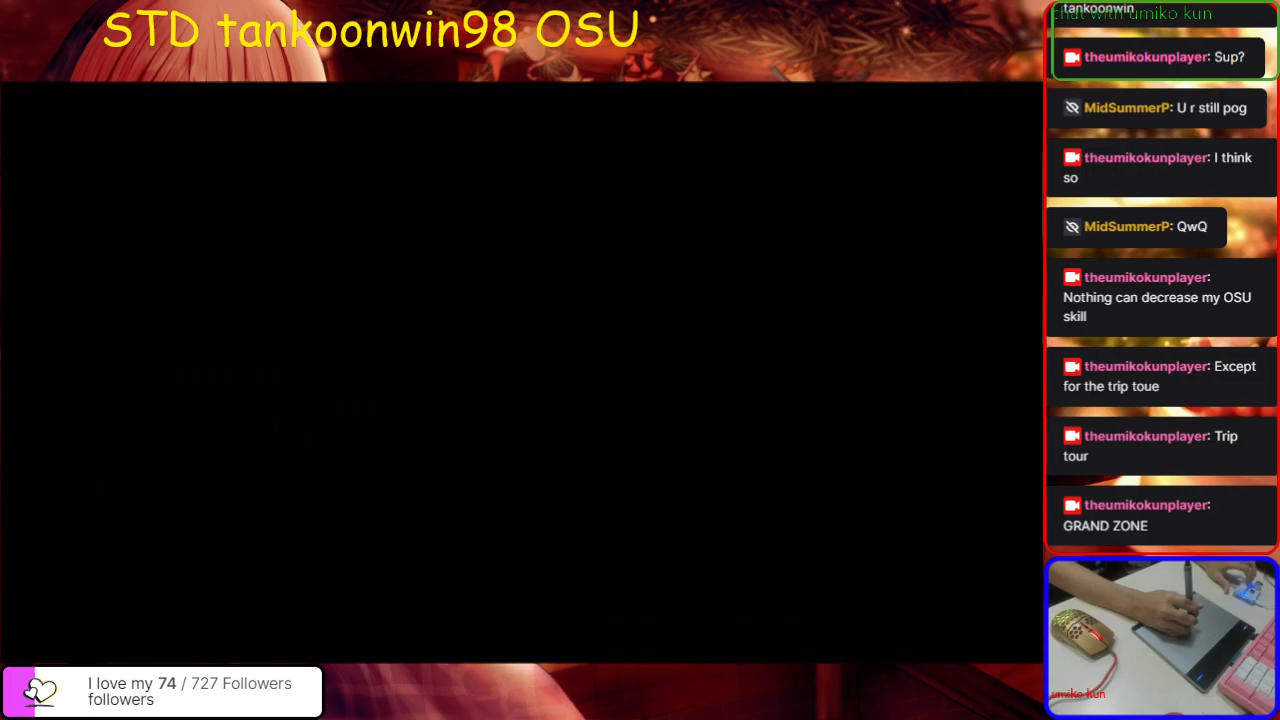 STD tankoonwin98 OSU
tankoonwin
chat with umiko kun
theumikokunplayer: Sup?
MidSummerP: U r still pog
theumikokunplayer: I think
so
MidSummerP: QwQ
theumikokunplayer:
Nothing can decrease my OSU
skill
theumikokunplayer: Except
for the trip toue
theumikokunplayer: Trip
tour
theumikokunplayer:
GRAND ZONE
umiko kun
I love my 74 / 727 Followers
followers